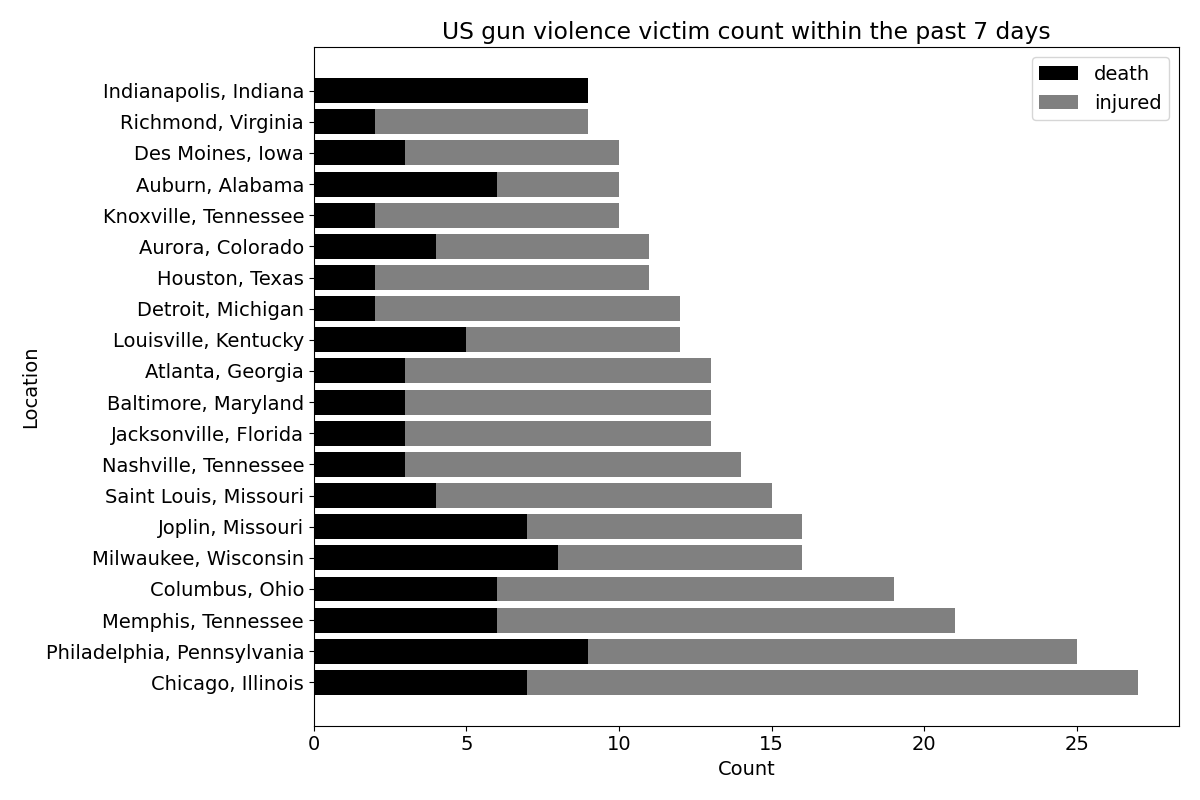 US gun violence victim count within the past 7 days
death
injured
Indianapolis, Indiana
Richmond, Virginia
Des Moines, Iowa
Auburn, Alabama
Knoxville, Tennessee
Aurora, Colorado
Houston, Texas
Detroit, Michigan
Louisville, Kentucky
Atlanta, Georgia
Baltimore, Maryland
Jacksonville, Florida
Nashville, Tennessee
Saint Louis, Missouri
Joplin, Missouri
Milwaukee, Wisconsin
Columbus, Ohio
Memphis, Tennessee
Philadelphia, Pennsylvania
Chicago, Illinois
Location
0 5 10 15 20 25
Count